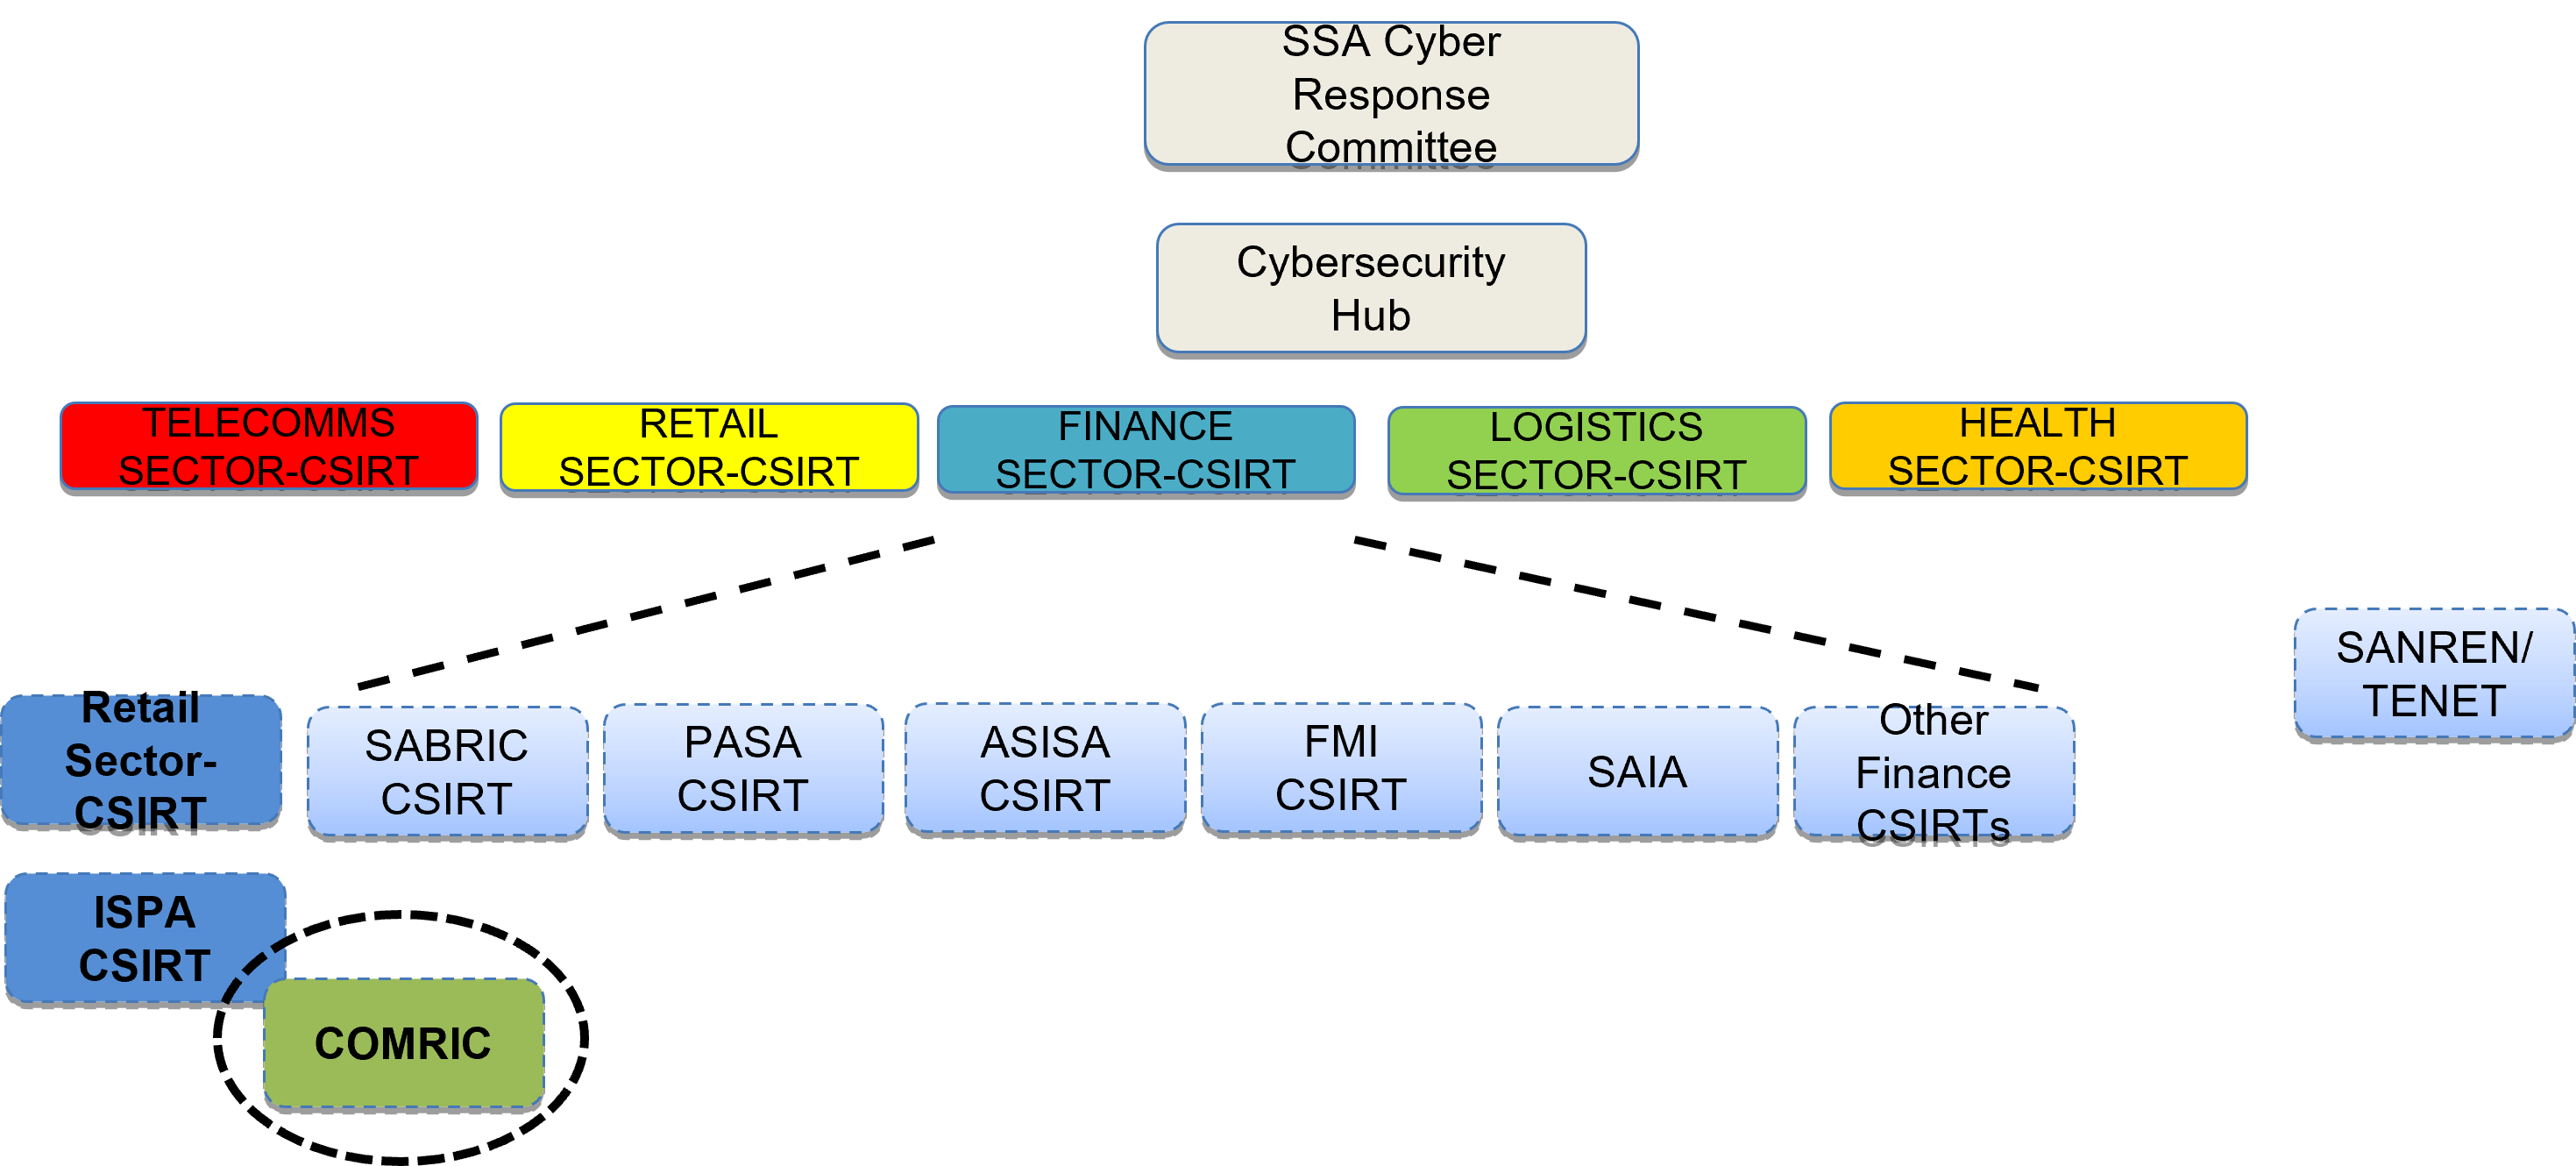 SSA Cyber
Response
Committee
Cybersecurity
Hub
TELECOMMS
SECTOR-CSIRT
RETAIL
SECTOR-CSIRT
FINANCE
SECTOR-CSIRT
LOGISTICS
SECTOR-CSIRT
HEALTH
SECTOR-CSIRT
SANREN/
TENET
Retail
Sector-
CSIRT
SABRIC
CSIRT
PASA
CSIRT
ASISA
CSIRT
FMI
CSIRT
SAIA
Other
Finance
CSIRTs
ISPA
CSIRT
COMRIC